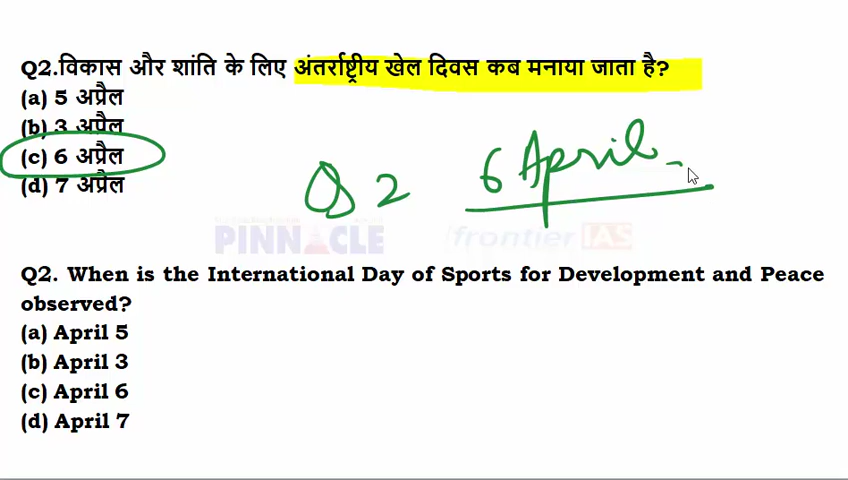 Q2.विकास और शांति के लिए अंतर्राष्ट्रीय खेल दिवस कब मनाया जाता है?
(a) 5 अप्रैल
(b) 3 अप्रैल
(c) 6 अप्रैल
(d) 7 अप्रैल
Q 2 6 April
PINNACLE frontier IAS
Q2. When is the International Day of Sports for Development and Peace
observed?
(a) April 5
(b) April 3
(c) April 6
(d) April 7